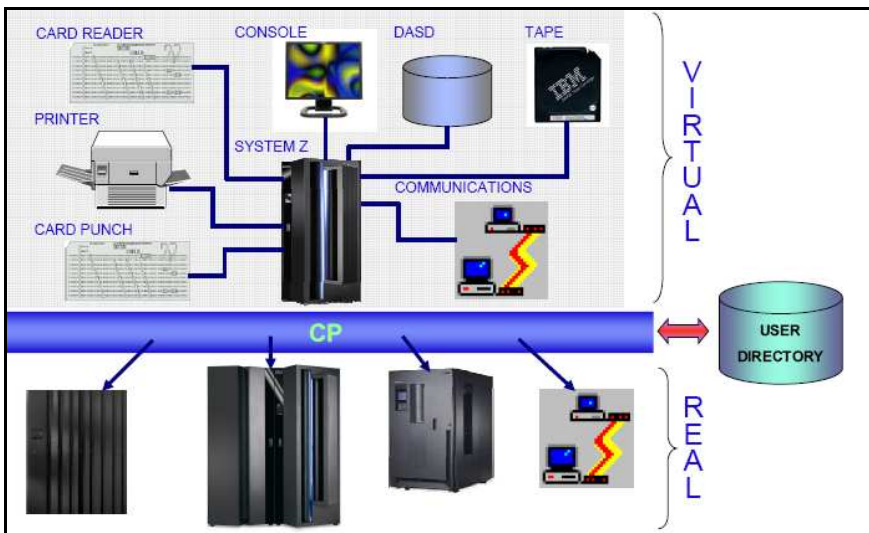 CARD READER
CONSOLE
DASD
TAPE
IBM
PRINTER
SYSTEM Z
COMMUNICATIONS
CARD PUNCH
VIRTUAL
CP
USER
DIRECTORY
REAL